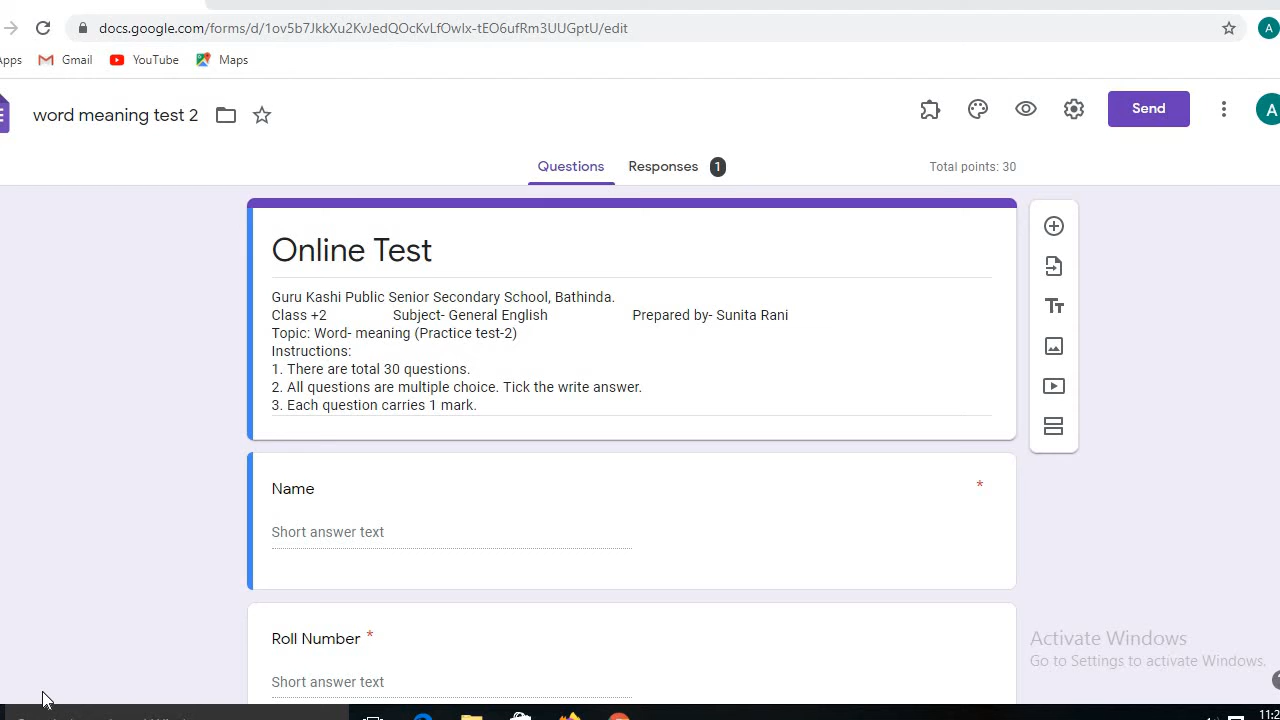 docs.google.com/forms/d/1ov5b7JkkXu2KvJedQOcKvLfOwIx-tEO6ufRm3UUGptU/edit
A
Apps Gmail YouTube Maps
word meaning test 2
Send
A
Questions Responses 1
Total points: 30
Online Test
Guru Kashi Public Senior Secondary School, Bathinda.
Class +2 Subject- General English Prepared by- Sunita Rani
Topic: Word- meaning (Practice test-2)
Instructions:
1. There are total 30 questions.
2. All questions are multiple choice. Tick the write answer.
3. Each question carries 1 mark.
Name *
Short answer text
Roll Number *
Short answer text
Activate Windows
Go to Settings to activate Windows.